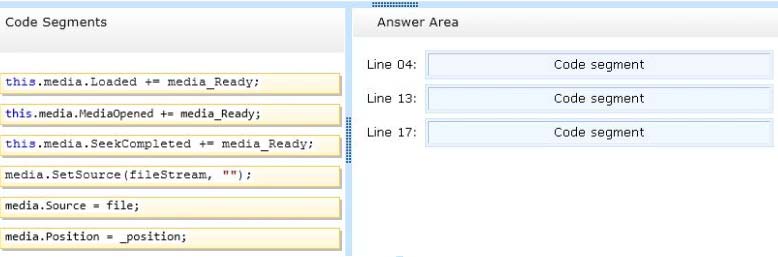 Code Segments
this.media.Loaded += media_Ready;
this.media.MediaOpened += media_Ready;
this.media.SeekCompleted += media_Ready;
media.SetSource(fileStream, "");
media.Source = file;
media.Position = _position;
Answer Area
Line 04: Code segment
Line 13: Code segment
Line 17: Code segment